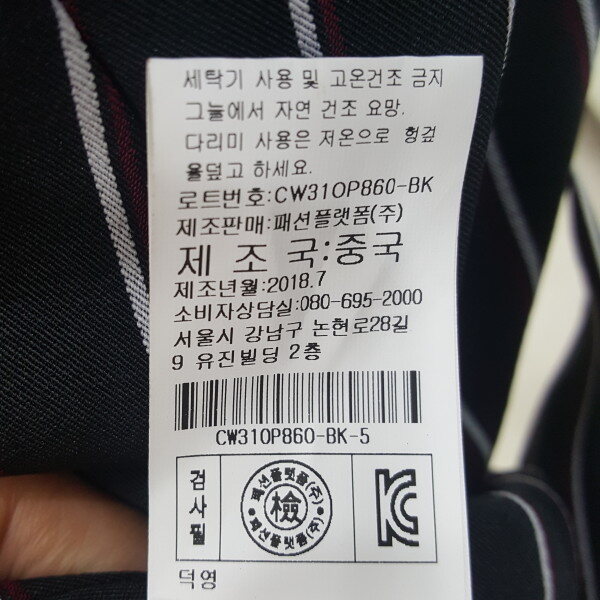 세탁기 사용 및 고온건조 금지
그늘에서 자연 건조 요망.
다리미 사용은 저온으로 헝겊
을덮고 하세요.
로트번호:CW31OP860-BK
제조판매:패션플랫폼(주)
제 조 국:중국
제조년월:2018.7
소비자상담실:080-695-2000
서울시 강남구 논현로28길
9 유진빌딩 2층
CW31OP860-BK-5
검사필
패션플랫폼(주)
檢
패션플랫폼(주)
KC
덕영